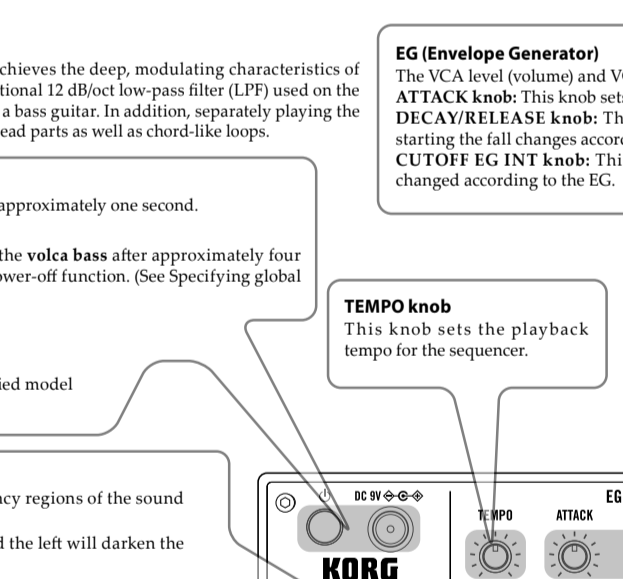 chieves the deep, modulating characteristics of
tional 12 dB/oct low-pass filter (LPF) used on the
a bass guitar. In addition, separately playing the
ead parts as well as chord-like loops.
EG (Envelope Generator)
The VCA level (volume) and V
ATTACK knob: This knob sets
DECAY/RELEASE knob: Th
starting the fall changes accord
CUTOFF EG INT knob: Thi
changed according to the EG.
approximately one second.
the volca bass after approximately four
ower-off function. (See Specifying global
TEMPO knob
This knob sets the playback
tempo for the sequencer.
ied model
ncy regions of the sound
d the left will darken the
DC 9V
EG
TEMPO
ATTACK
KORG